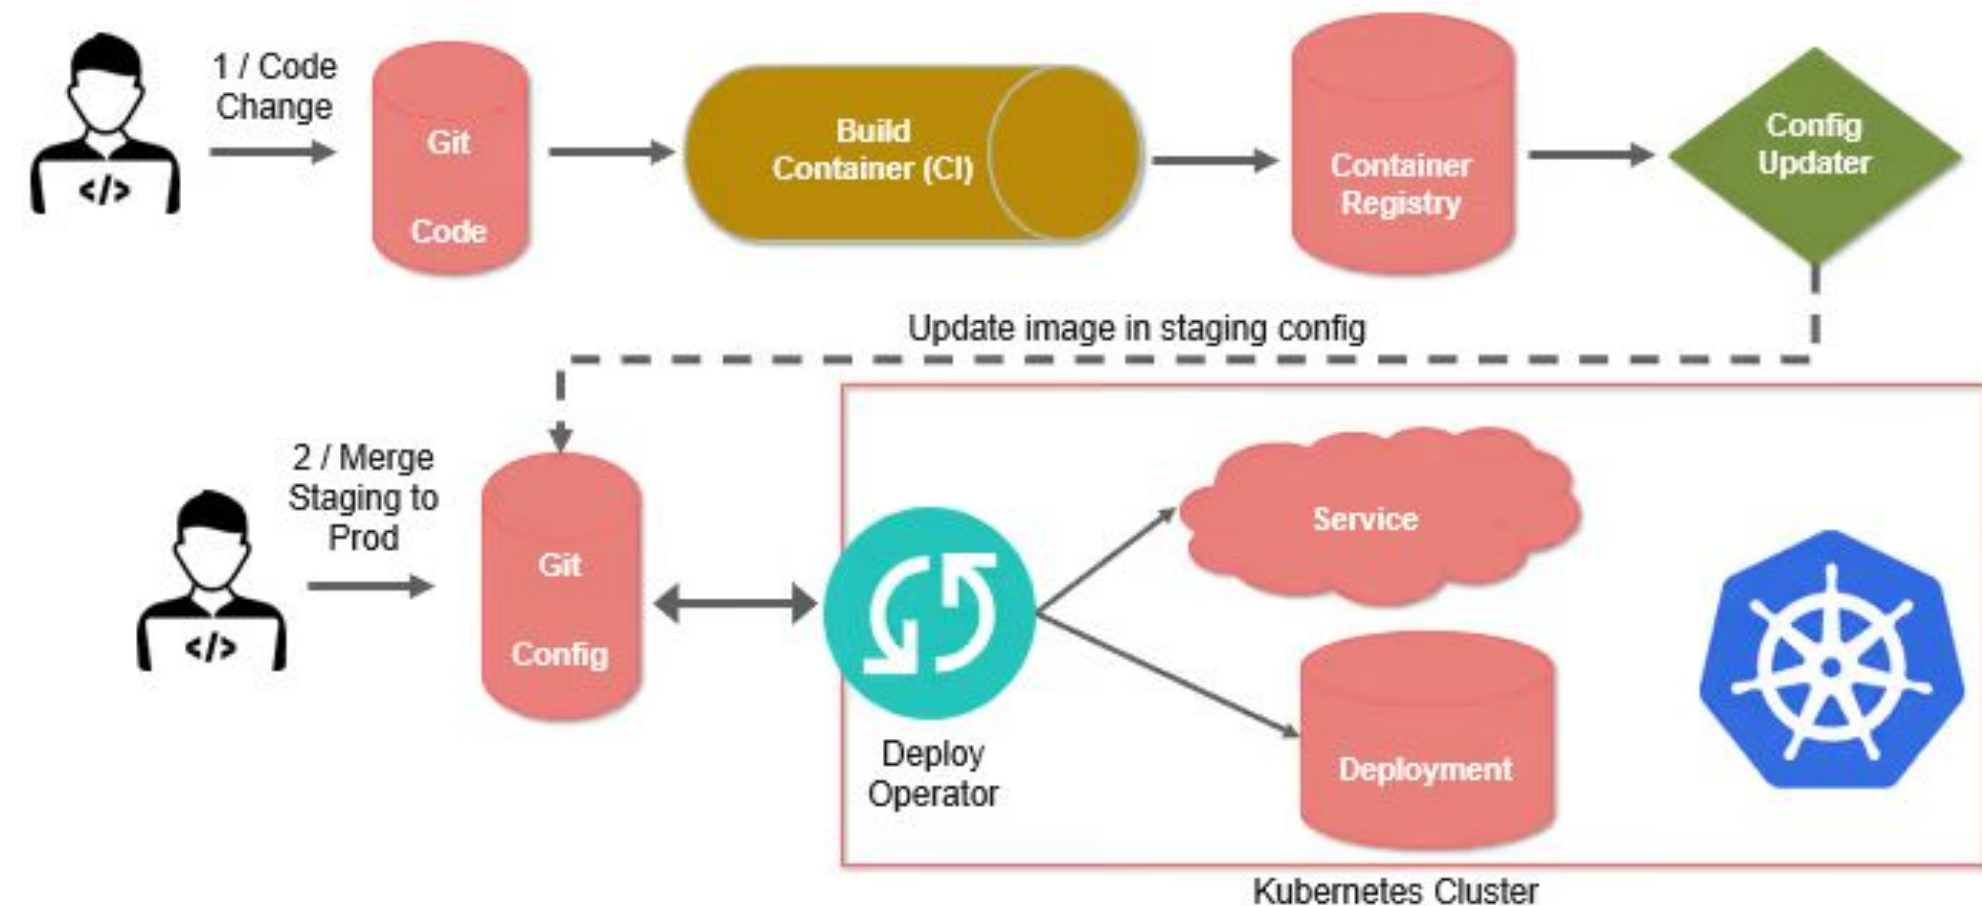 1 / Code
Change
</>
Git
Code
Build
Container (CI)
Container
Registry
Config
Updater
Update image in staging config
2 / Merge
Staging to
Prod
</>
Git
Config
Deploy
Operator
Service
Deployment
Kubernetes Cluster